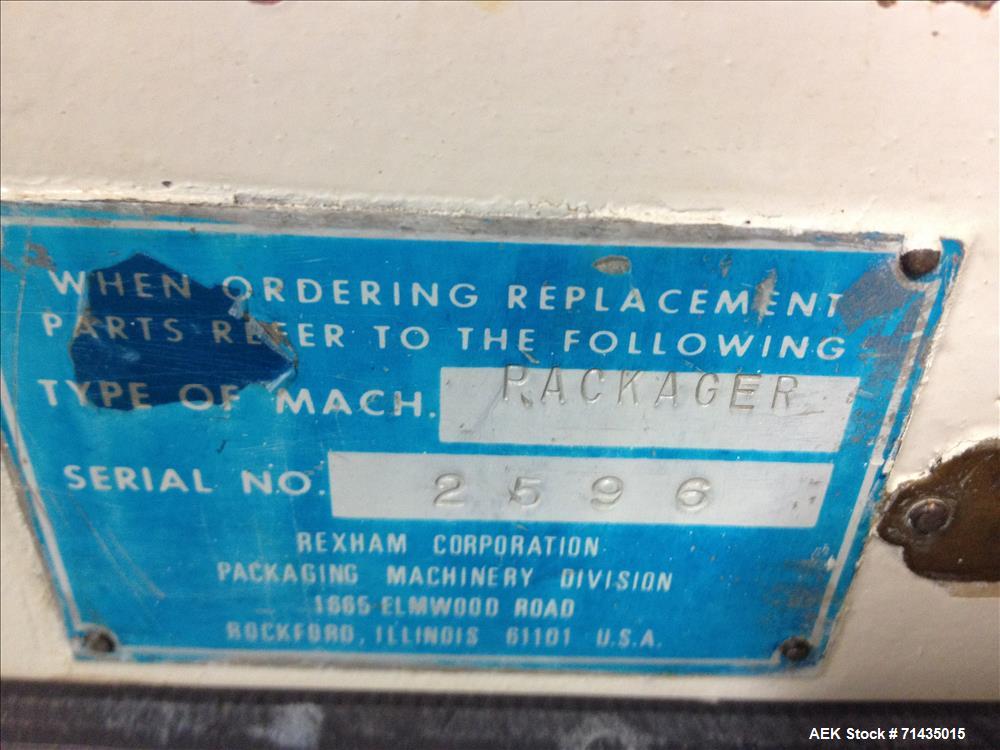 WHEN ORDERING REPLACEMENT
PARTS REFER TO THE FOLLOWING
TYPE OF MACH. PACKAGER
SERIAL NO. 2596
REXHAM CORPORATION
PACKAGING MACHINERY DIVISION
1665 ELMWOOD ROAD
ROCKFORD, ILLINOIS 61101 U.S.A.
AEK Stock #71435015